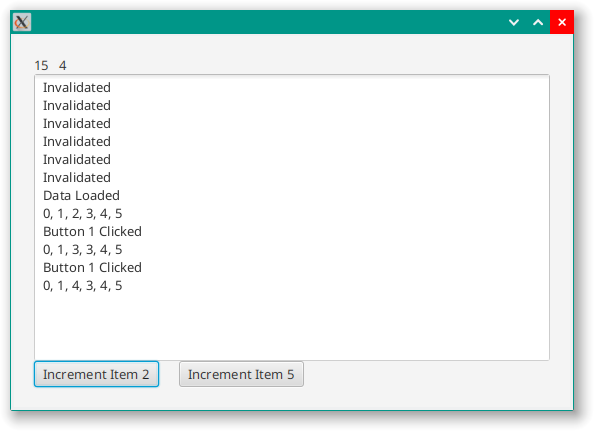 15 4
Invalidated
Invalidated
Invalidated
Invalidated
Invalidated
Invalidated
Data Loaded
0, 1, 2, 3, 4, 5
Button 1 Clicked
0, 1, 3, 3, 4, 5
Button 1 Clicked
0, 1, 4, 3, 4, 5
Increment Item 2
Increment Item 5